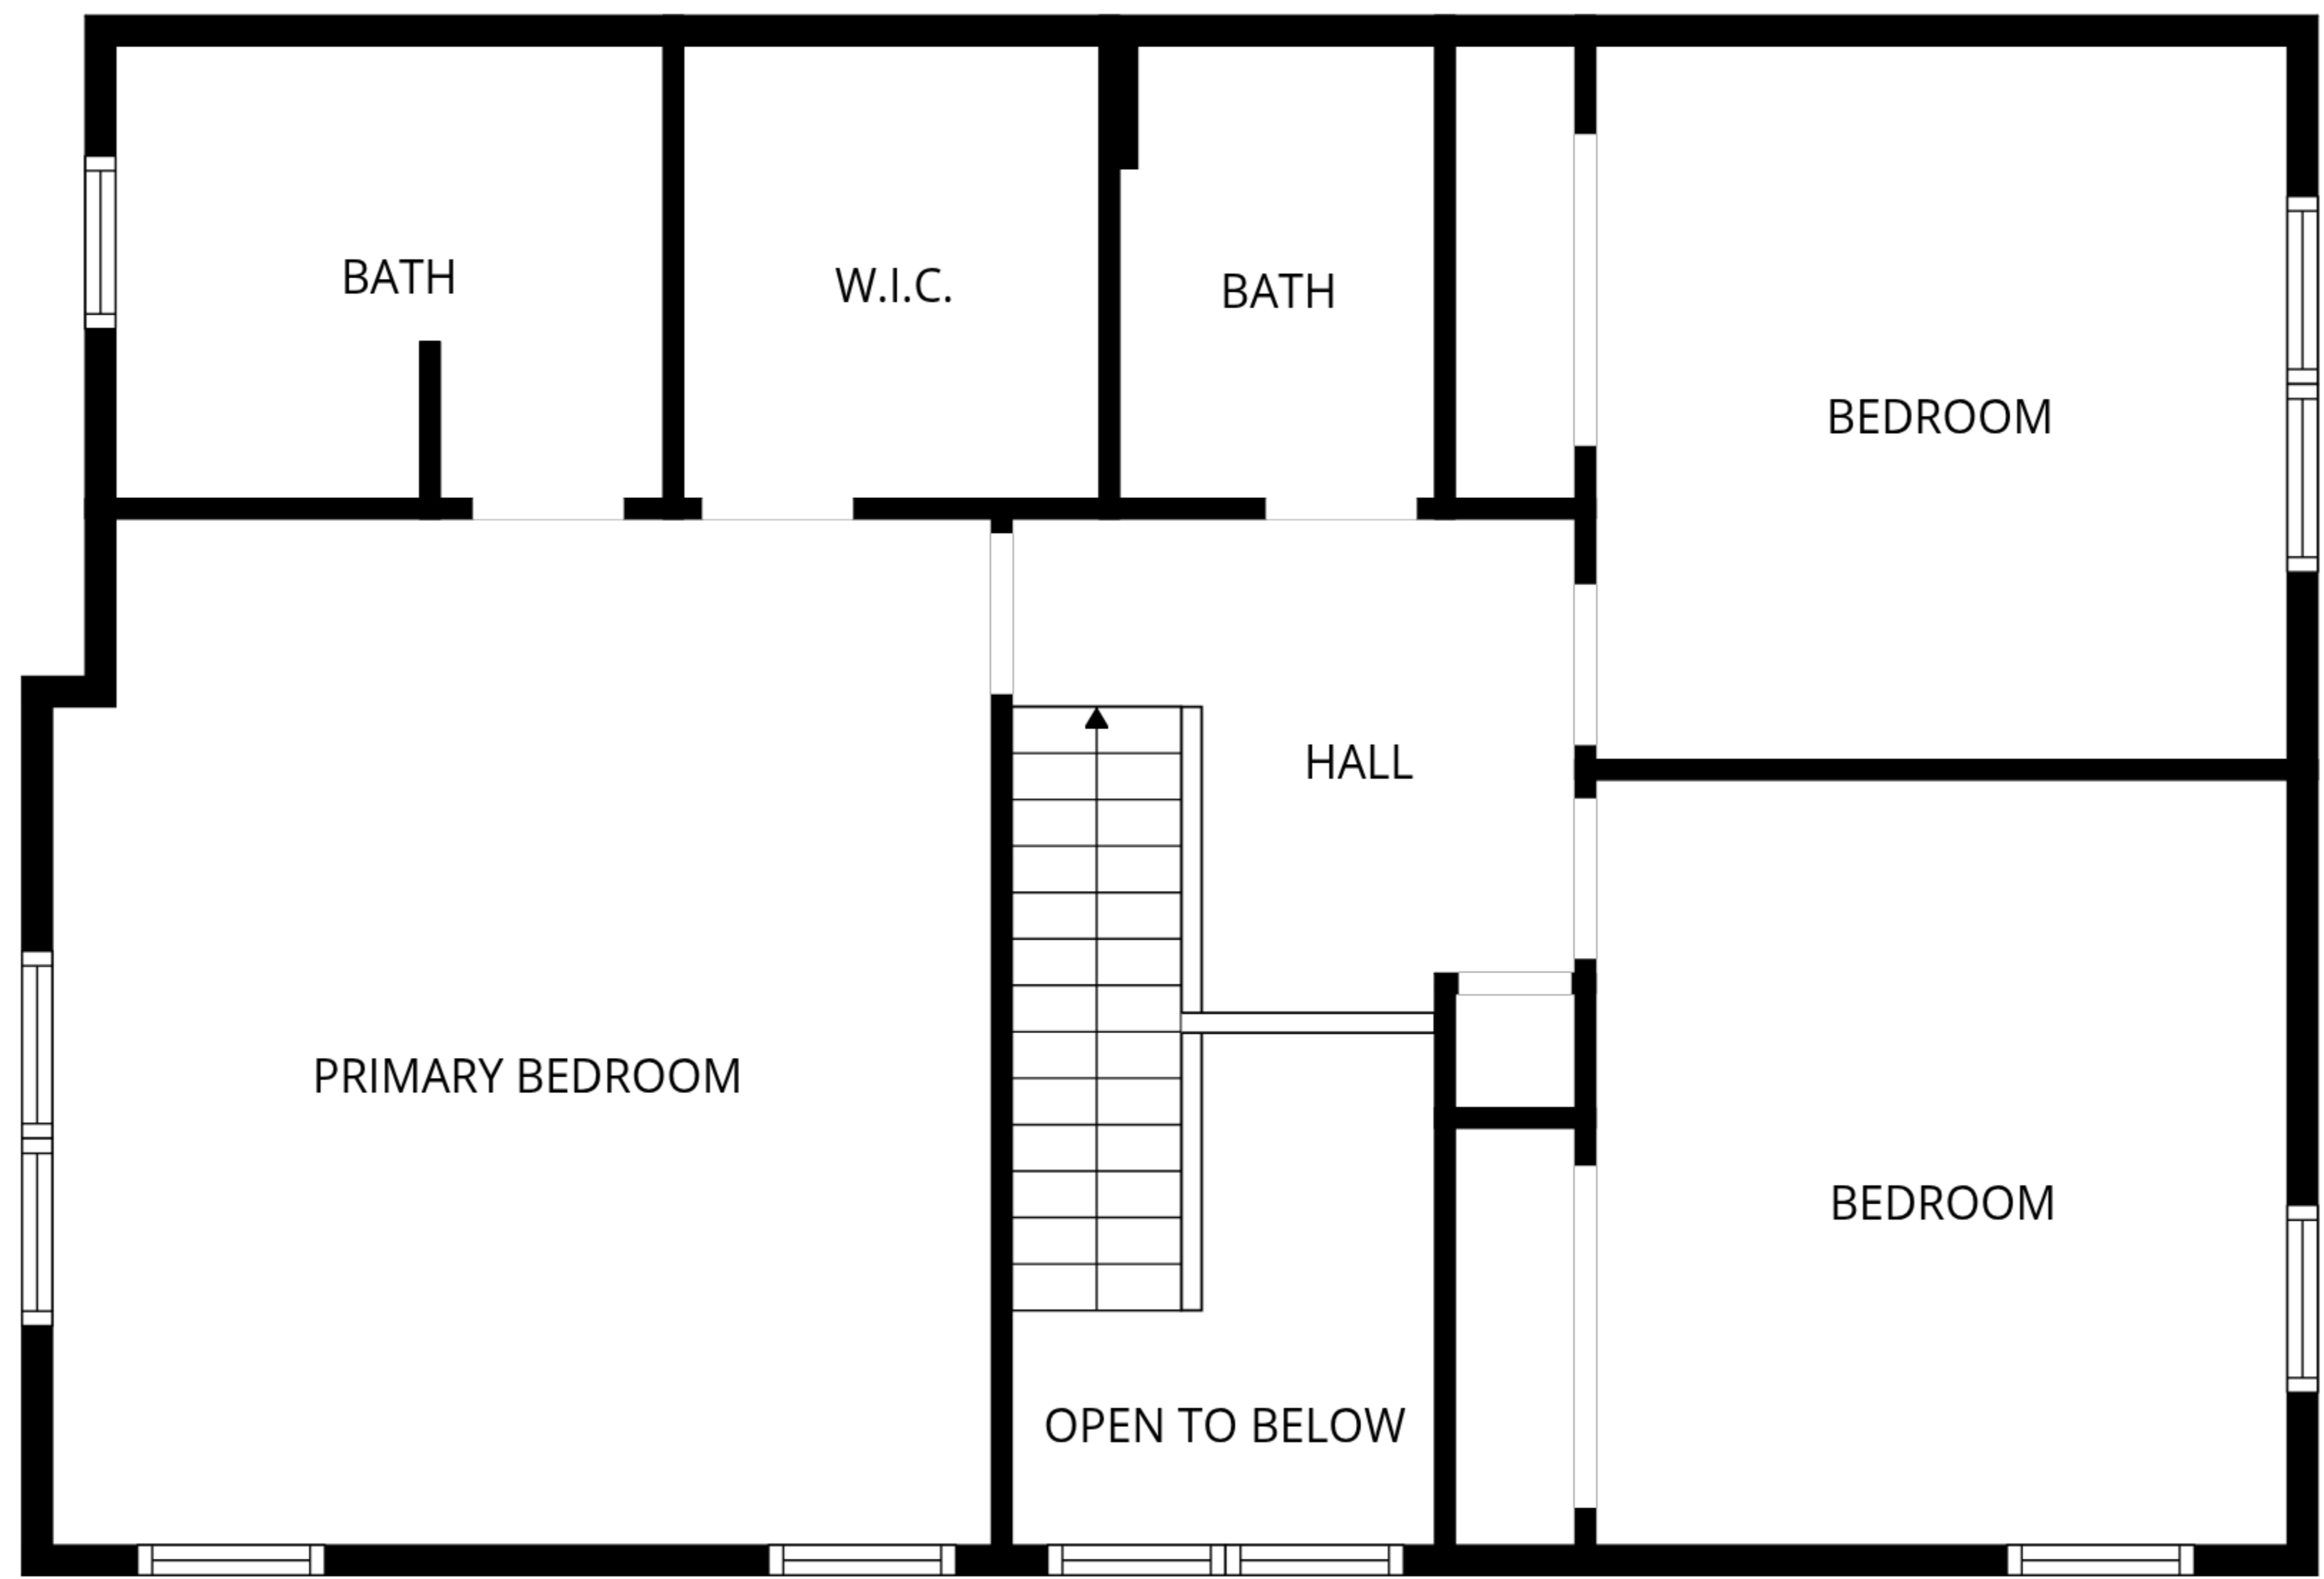 BATH
W.I.C.
BATH
BEDROOM
HALL
PRIMARY BEDROOM
BEDROOM
OPEN TO BELOW